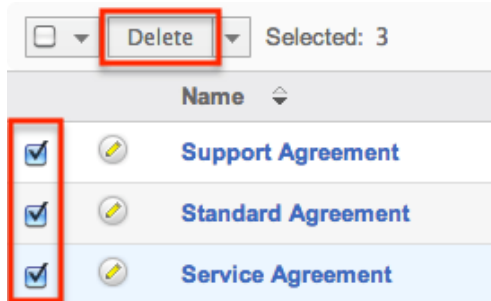 Delete Selected: 3
Name
Support Agreement
Standard Agreement
Service Agreement